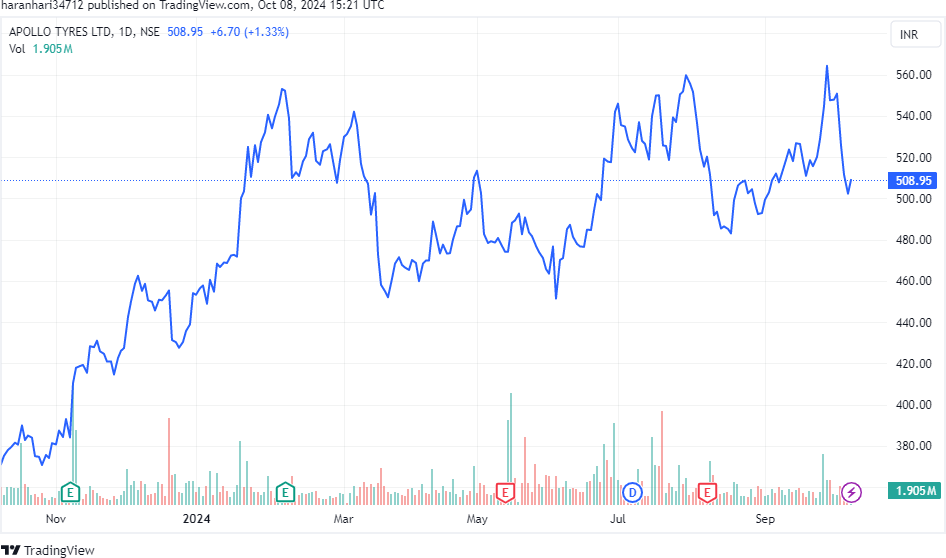 haranhari34712 published on TradingView.com, Oct 08, 2024 15:21 UTC
APOLLO TYRES LTD, 1D, NSE 508.95 +6.70 (+1.33%)
INR
Vol 1.905M
560.00
540.00
520.00
508.95
500.00
480.00
460.00
440.00
420.00
400.00
380.00
1.905M
E
E
E
D
E
Nov
2024
Mar
May
Jul
Sep
TradingView